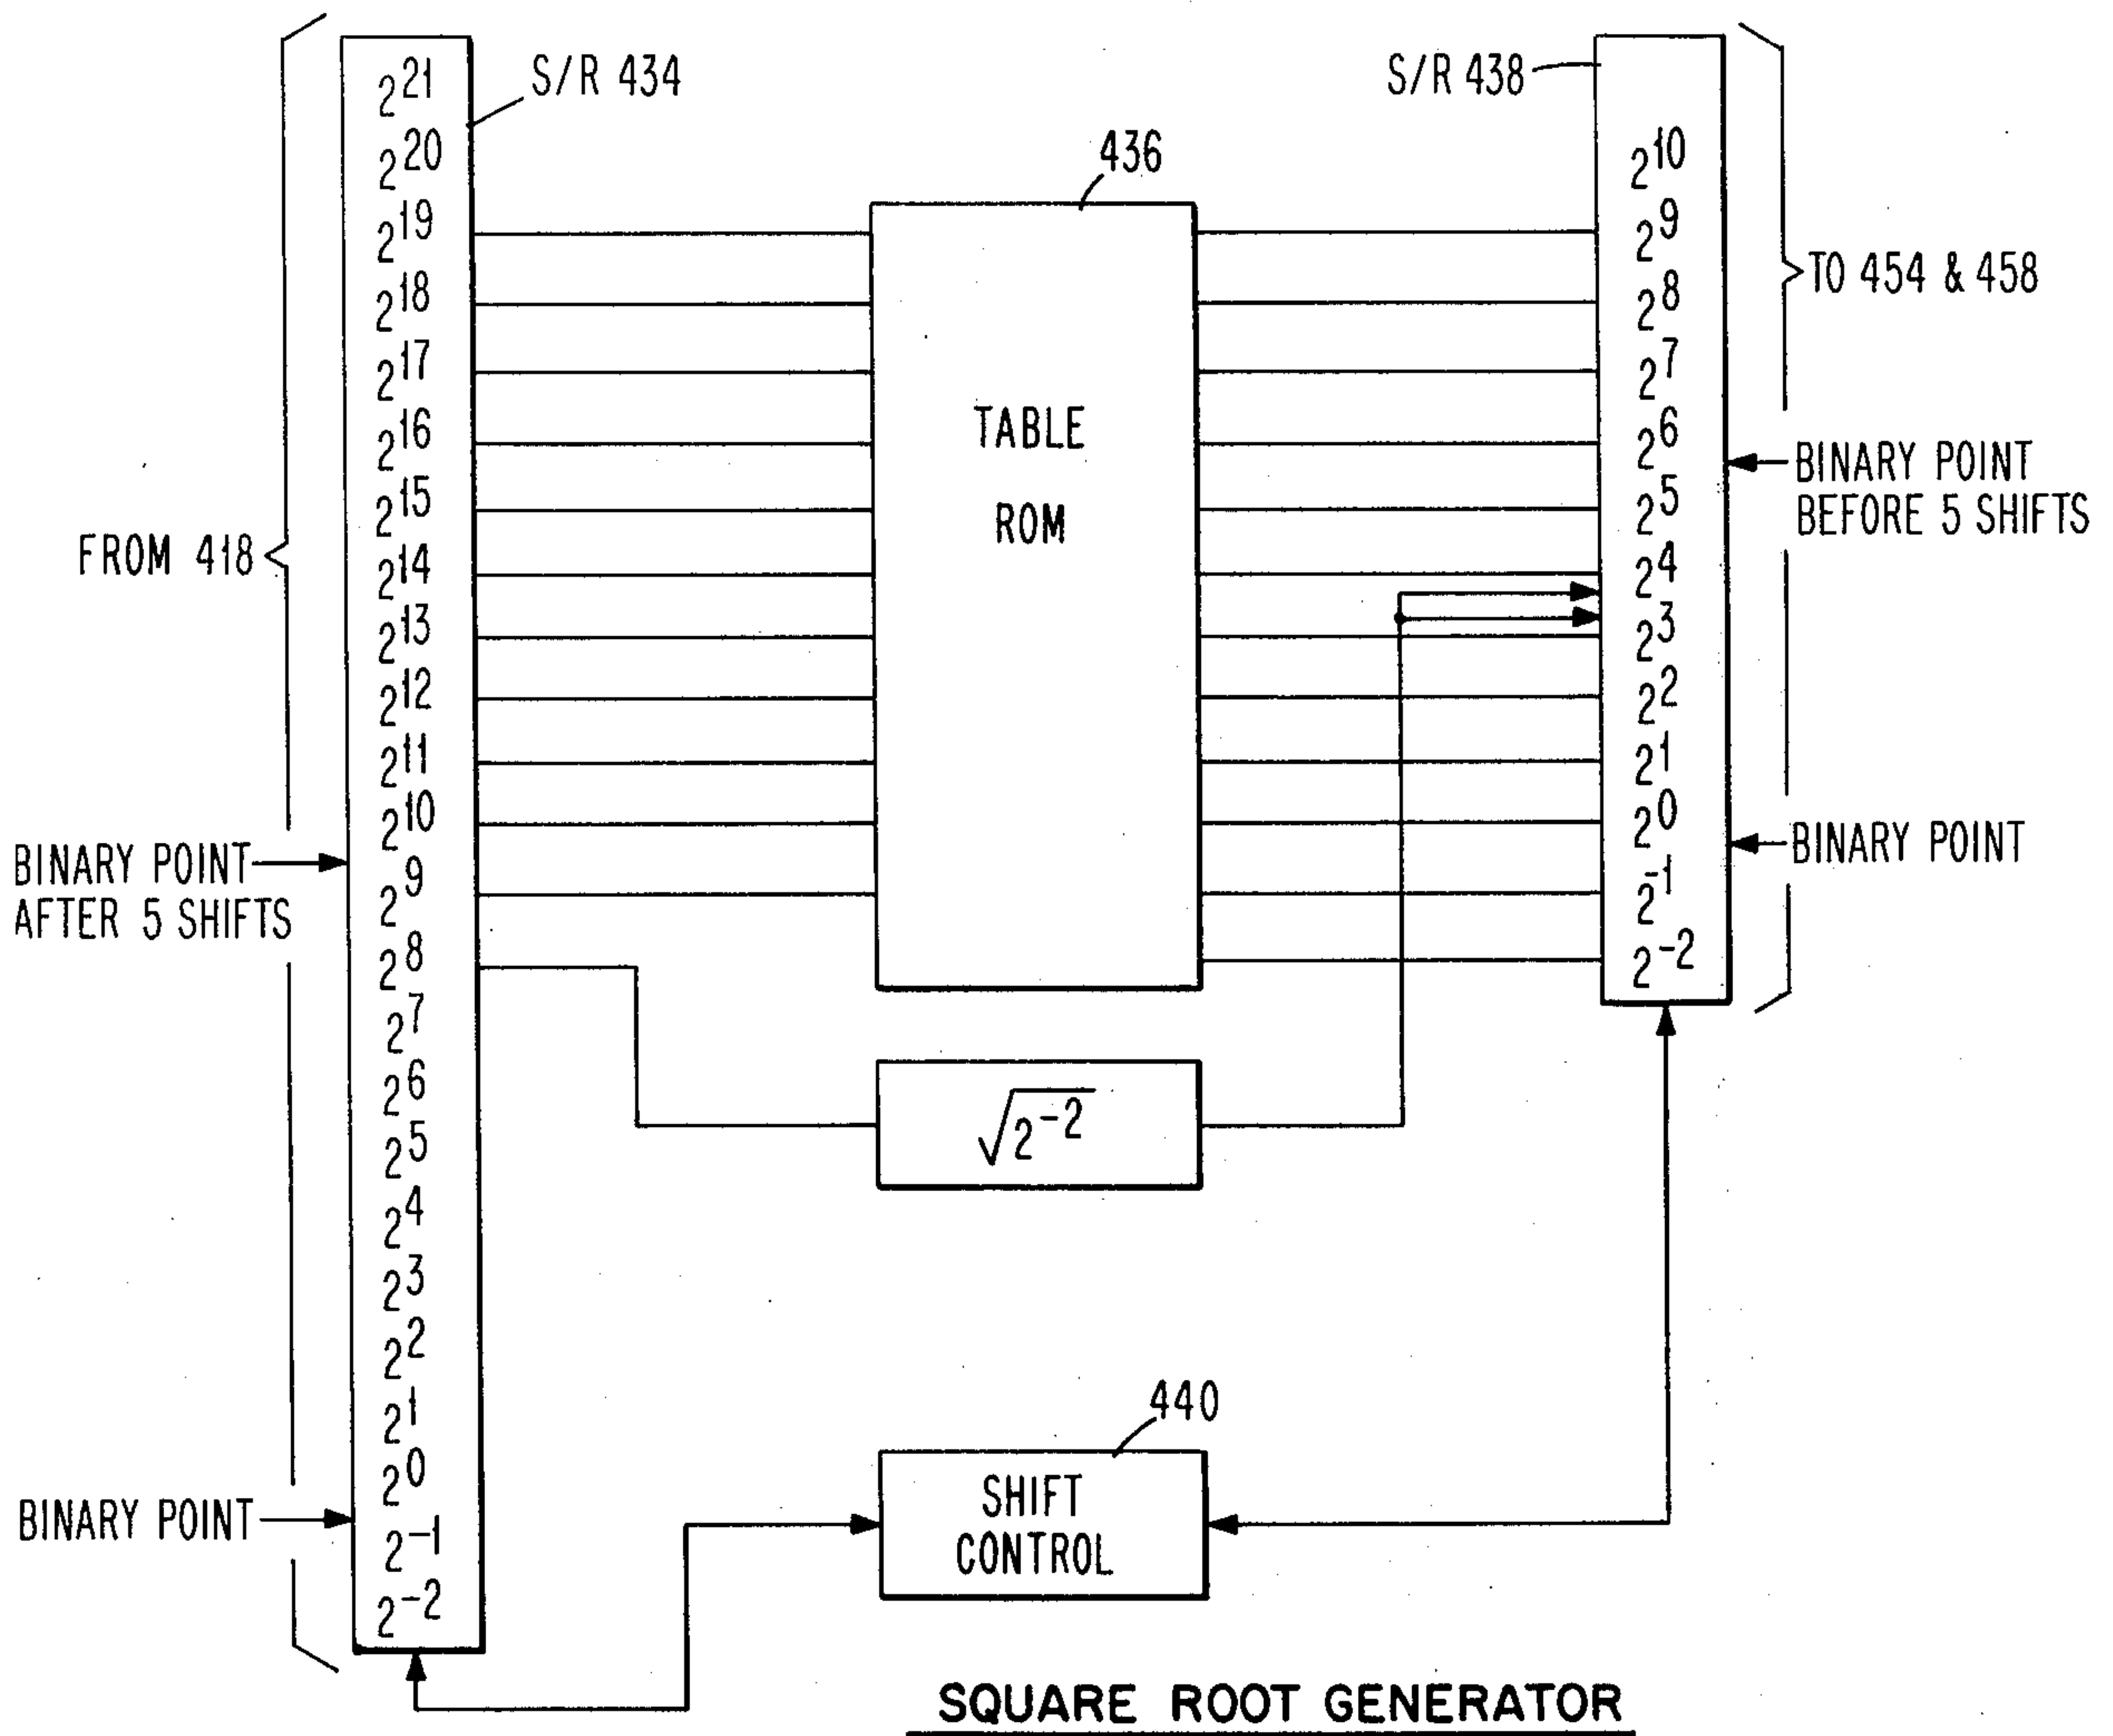 S/R 434
2^21
2^20
2^19
2^18
2^17
2^16
2^15
2^14
2^13
2^12
2^11
2^10
2^9
2^8
2^7
2^6
2^5
2^4
2^3
2^2
2^1
2^0
2^-1
2^-2
FROM 418
BINARY POINT
AFTER 5 SHIFTS
BINARY POINT
436
TABLE
ROM
√2^-2
440
SHIFT
CONTROL
S/R 438
2^10
2^9
2^8
2^7
2^6
2^5
2^4
2^3
2^2
2^1
2^0
2^-1
2^-2
TO 454 & 458
BINARY POINT
BEFORE 5 SHIFTS
BINARY POINT
SQUARE ROOT GENERATOR